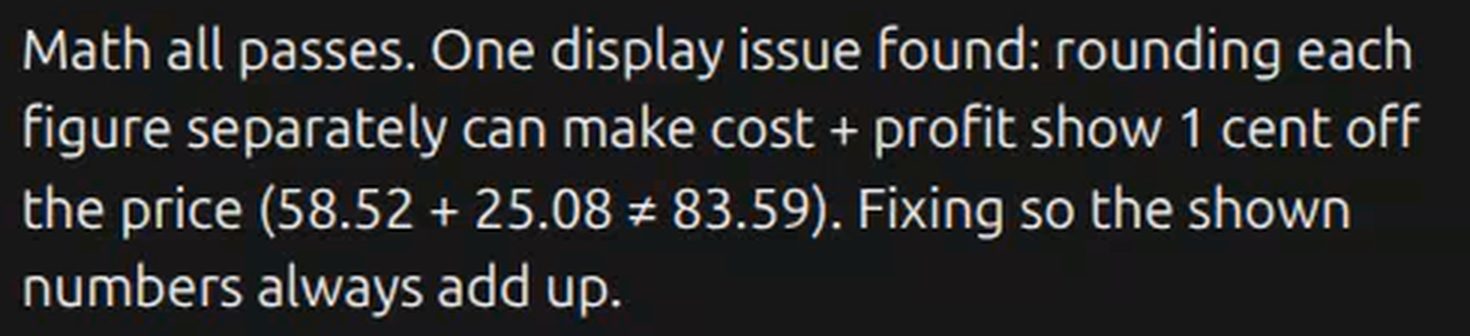 Math all passes. One display issue found: rounding each
figure separately can make cost + profit show 1 cent off
the price (58.52 + 25.08 ≠ 83.59). Fixing so the shown
numbers always add up.